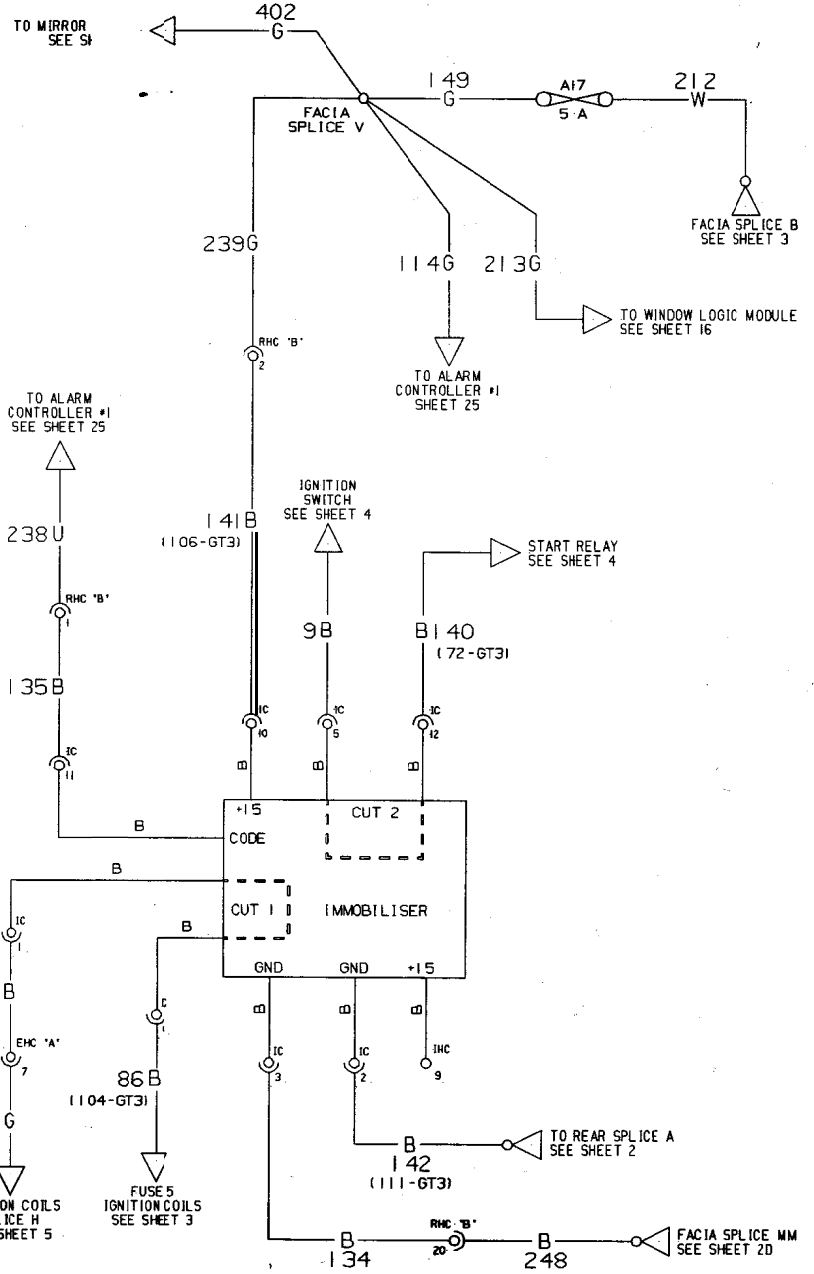 402
TO MIRROR
SEE
G
149
A17
212
G
5 A
W
FACIA
SPLICE V
FACIA SPLICE B
SEE SHEET 3
239G
114G
213G
TO WINDOW LOGIC MODULE
SEE SHEET 16
RHC "B"
2
TO ALARM
CONTROLLER #1
SHEET 25
TO ALARM
CONTROLLER #1
SEE SHEET 25
IGNITION
SWITCH
SEE SHEET 4
141B
(106-GT3)
238U
START RELAY
SEE SHEET 4
RHC "B"
1
9B
B140
(72-GT3)
135B
IC
10
IC
5
IC
12
IC
11
B
B
B
+15
CUT 2
B
CODE
B
CUT 1
IMMOBILISER
B
IC
1
GND
GND
+15
B
B
B
B
EHC "A"
7
IC
3
IC
2
IHC
9
86B
(104-GT3)
G
B
142
(111-GT3)
TO REAR SPLICE A
SEE SHEET 2
ON COILS
LICE H
SHEET 5
FUSE5
IGNITION COILS
SEE SHEET 3
B
134
RHC "B"
20
B
248
FACIA SPLICE MM
SEE SHEET 2D